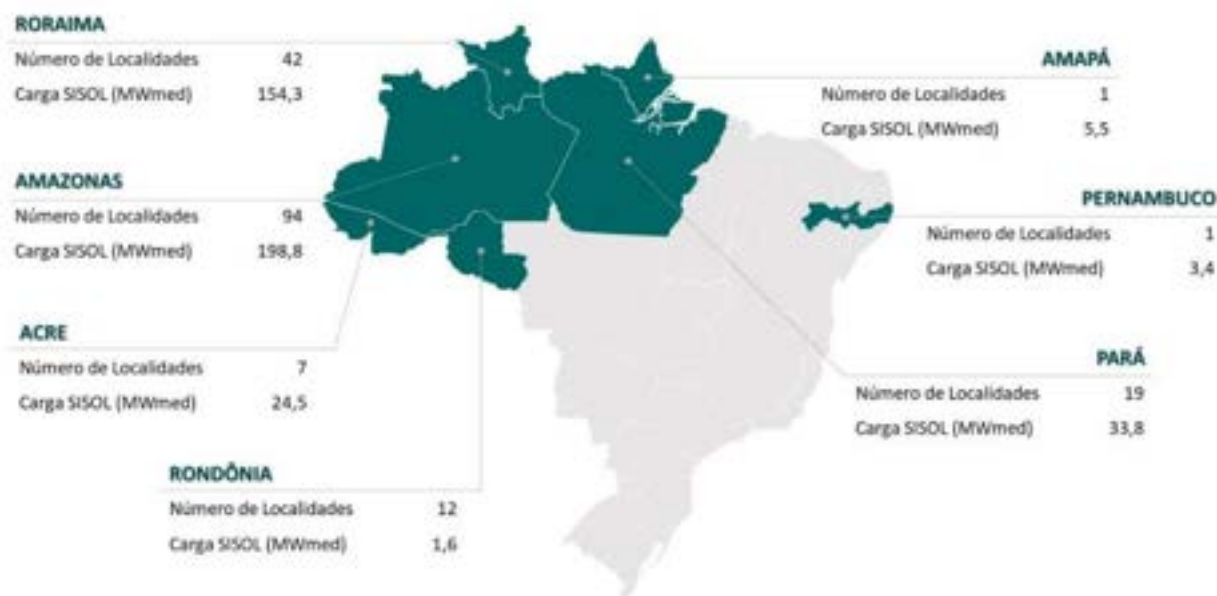 RORAIMA
Número de Localidades 42
Carga SISOL (MWmed) 154,3
AMAZONAS
Número de Localidades 94
Carga SISOL (MWmed) 198,8
ACRE
Número de Localidades 7
Carga SISOL (MWmed) 24,5
RONDÔNIA
Número de Localidades 12
Carga SISOL (MWmed) 1,6
AMAPÁ
Número de Localidades 1
Carga SISOL (MWmed) 5,5
PERNAMBUCO
Número de Localidades 1
Carga SISOL (MWmed) 3,4
PARÁ
Número de Localidades 19
Carga SISOL (MWmed) 33,8